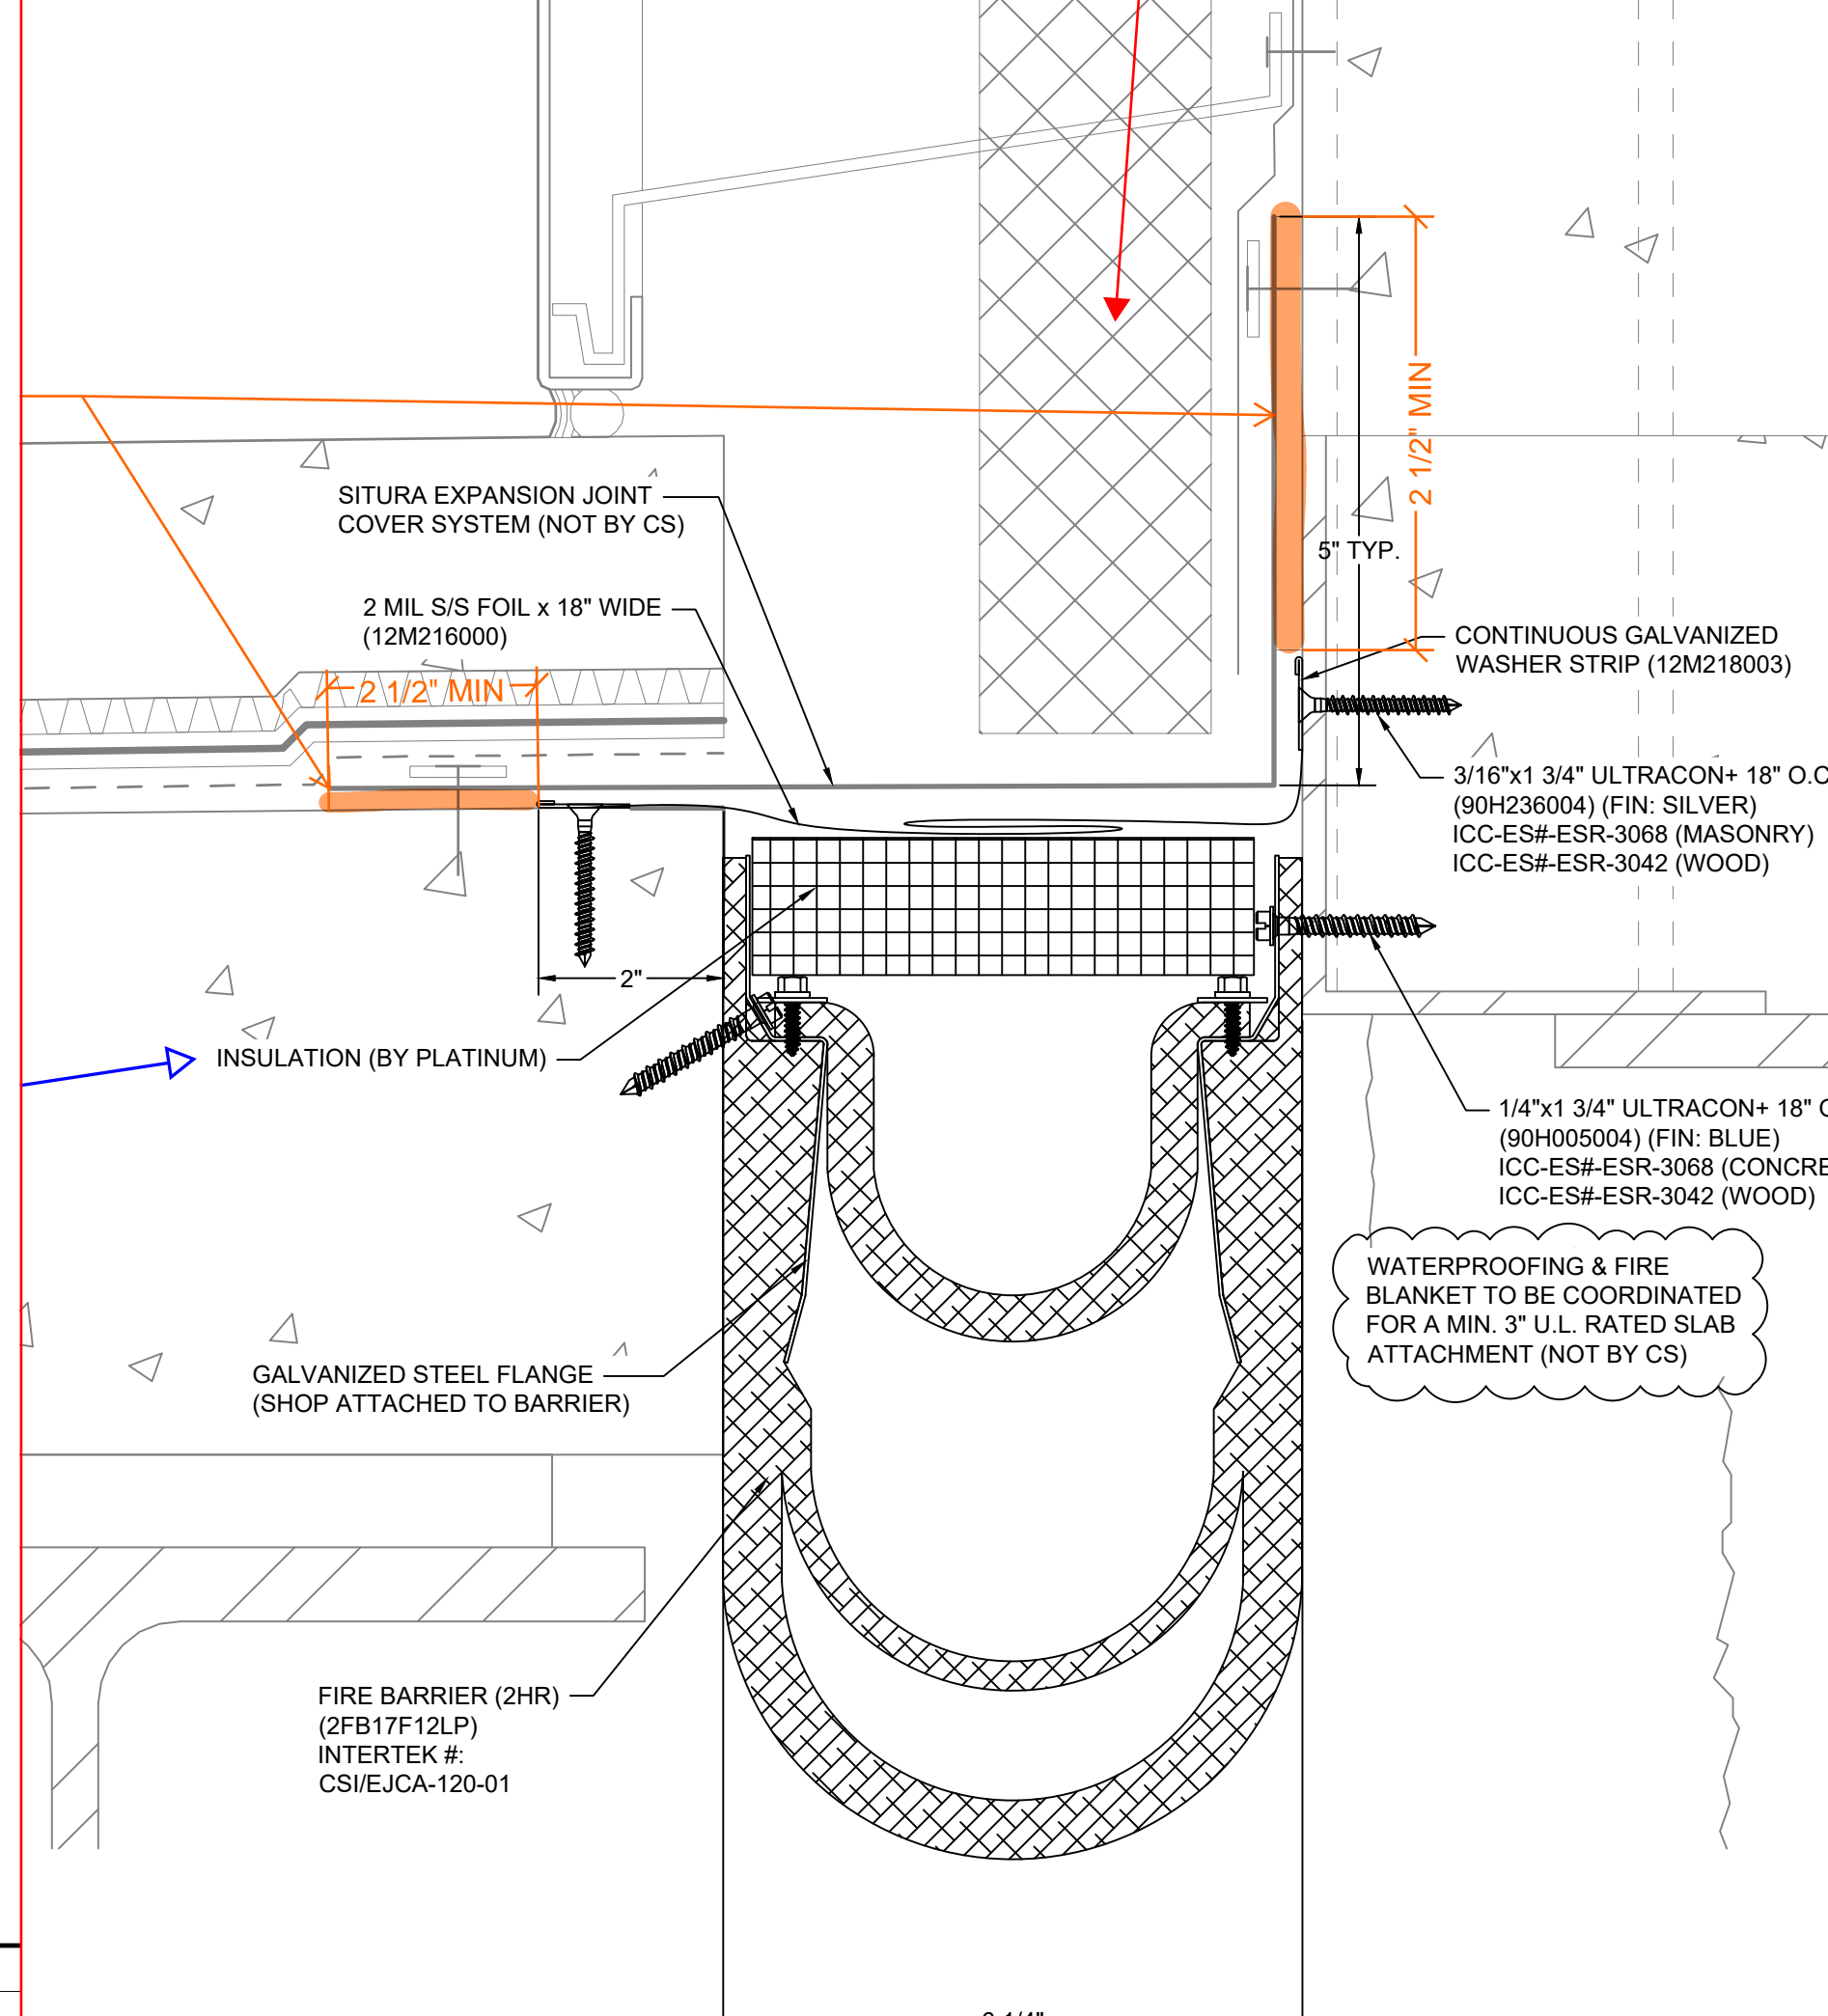 2 1/2" MIN
SITURA EXPANSION JOINT
COVER SYSTEM (NOT BY CS)
5" TYP.
2 MIL S/S FOIL x 18" WIDE
(12M216000)
CONTINUOUS GALVANIZED
WASHER STRIP (12M218003)
2 1/2" MIN
3/16"x1 3/4" ULTRACON+ 18" O.C
(90H236004) (FIN: SILVER)
ICC-ES#-ESR-3068 (MASONRY)
ICC-ES#-ESR-3042 (WOOD)
2"
INSULATION (BY PLATINUM)
1/4"x1 3/4" ULTRACON+ 18"
(90H005004) (FIN: BLUE)
ICC-ES#-ESR-3068 (CONCRE
ICC-ES#-ESR-3042 (WOOD)
WATERPROOFING & FIRE
BLANKET TO BE COORDINATED
FOR A MIN. 3" U.L. RATED SLAB
ATTACHMENT (NOT BY CS)
GALVANIZED STEEL FLANGE
(SHOP ATTACHED TO BARRIER)
FIRE BARRIER (2HR)
(2FB17F12LP)
INTERTEK #:
CSI/EJCA-120-01